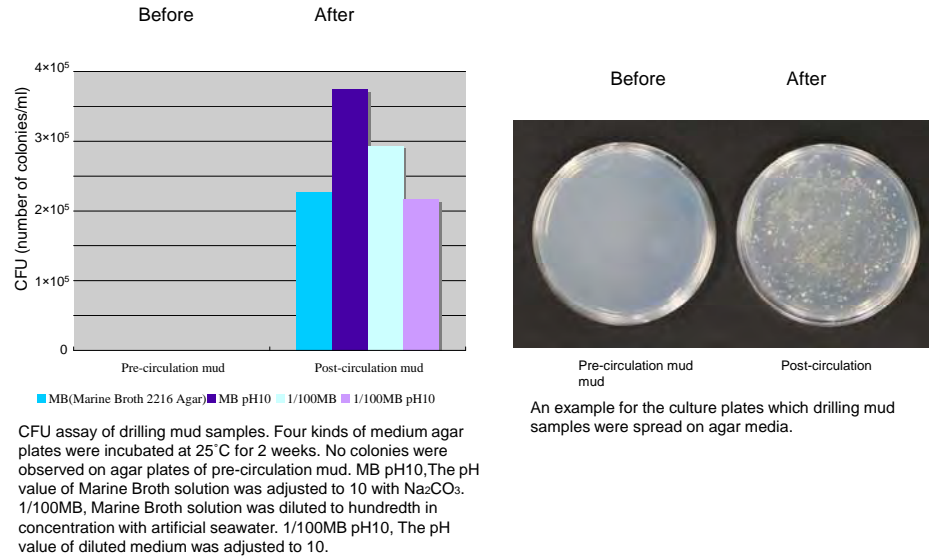 Before After
4×10⁵
3×10⁵
2×10⁵
1×10⁵
0
CFU (number of colonies/ml)
Pre-circulation mud Post-circulation mud
MB(Marine Broth 2216 Agar) MB pH10 1/100MB 1/100MB pH10
CFU assay of drilling mud samples. Four kinds of medium agar
plates were incubated at 25˚C for 2 weeks. No colonies were
observed on agar plates of pre-circulation mud. MB pH10,The pH
value of Marine Broth solution was adjusted to 10 with Na₂CO₃.
1/100MB, Marine Broth solution was diluted to hundredth in
concentration with artificial seawater. 1/100MB pH10, The pH
value of diluted medium was adjusted to 10.
Before After
Pre-circulation mud Post-circulation
mud
An example for the culture plates which drilling mud
samples were spread on agar media.